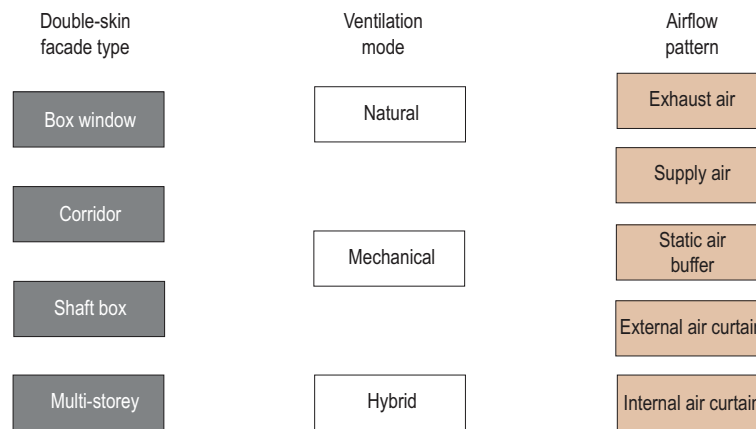 Double-skin
facade type
Box window
Corridor
Shaft box
Multi-storey
Ventilation
mode
Natural
Mechanical
Hybrid
Airflow
pattern
Exhaust air
Supply air
Static air
buffer
External air curtain
Internal air curtain